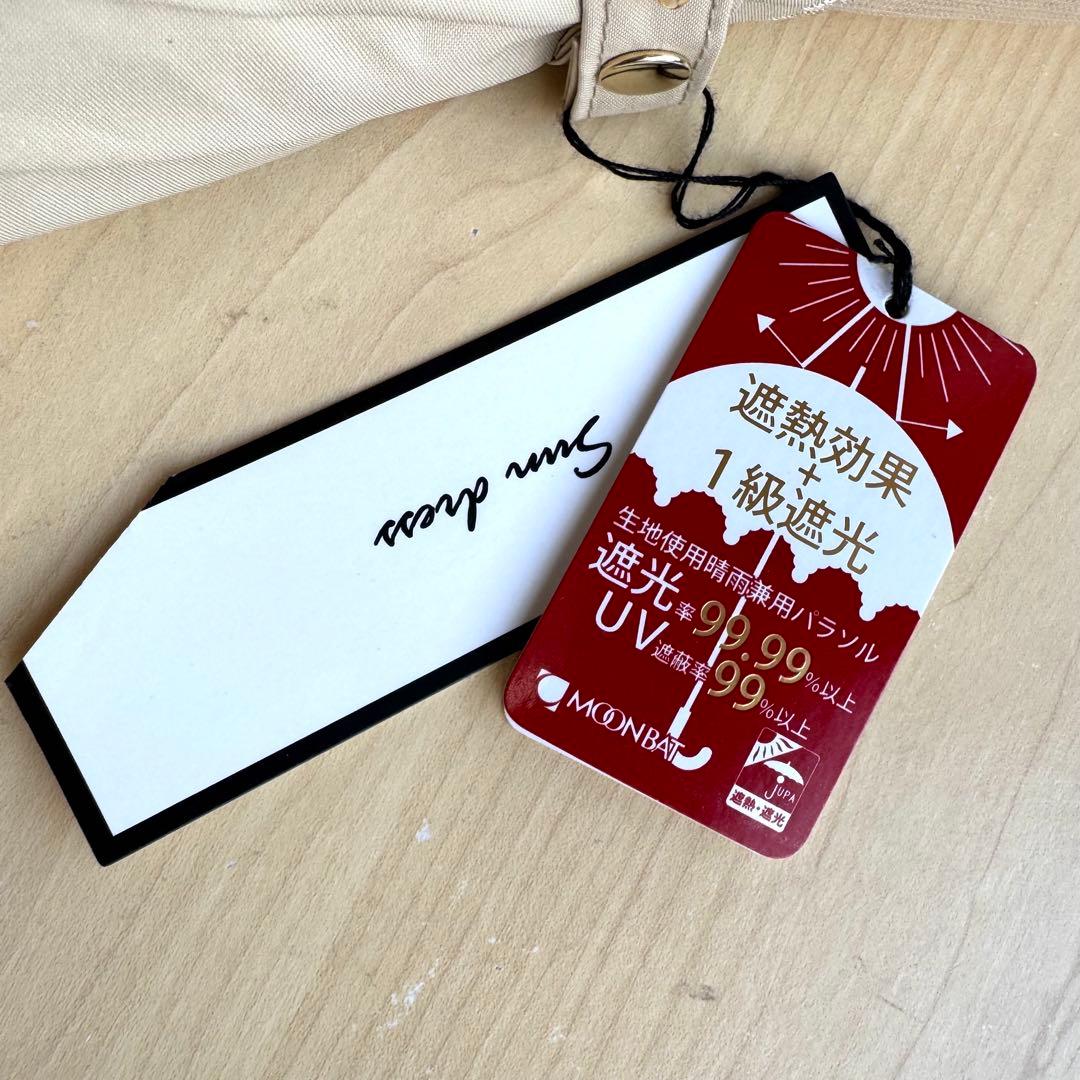 Sun dress
遮熱効果
+
1級遮光
生地使用晴雨兼用パラソル
遮光率99.99%以上
UV遮蔽率99%以上
MOONBAT
JUPA
遮熱・遮光